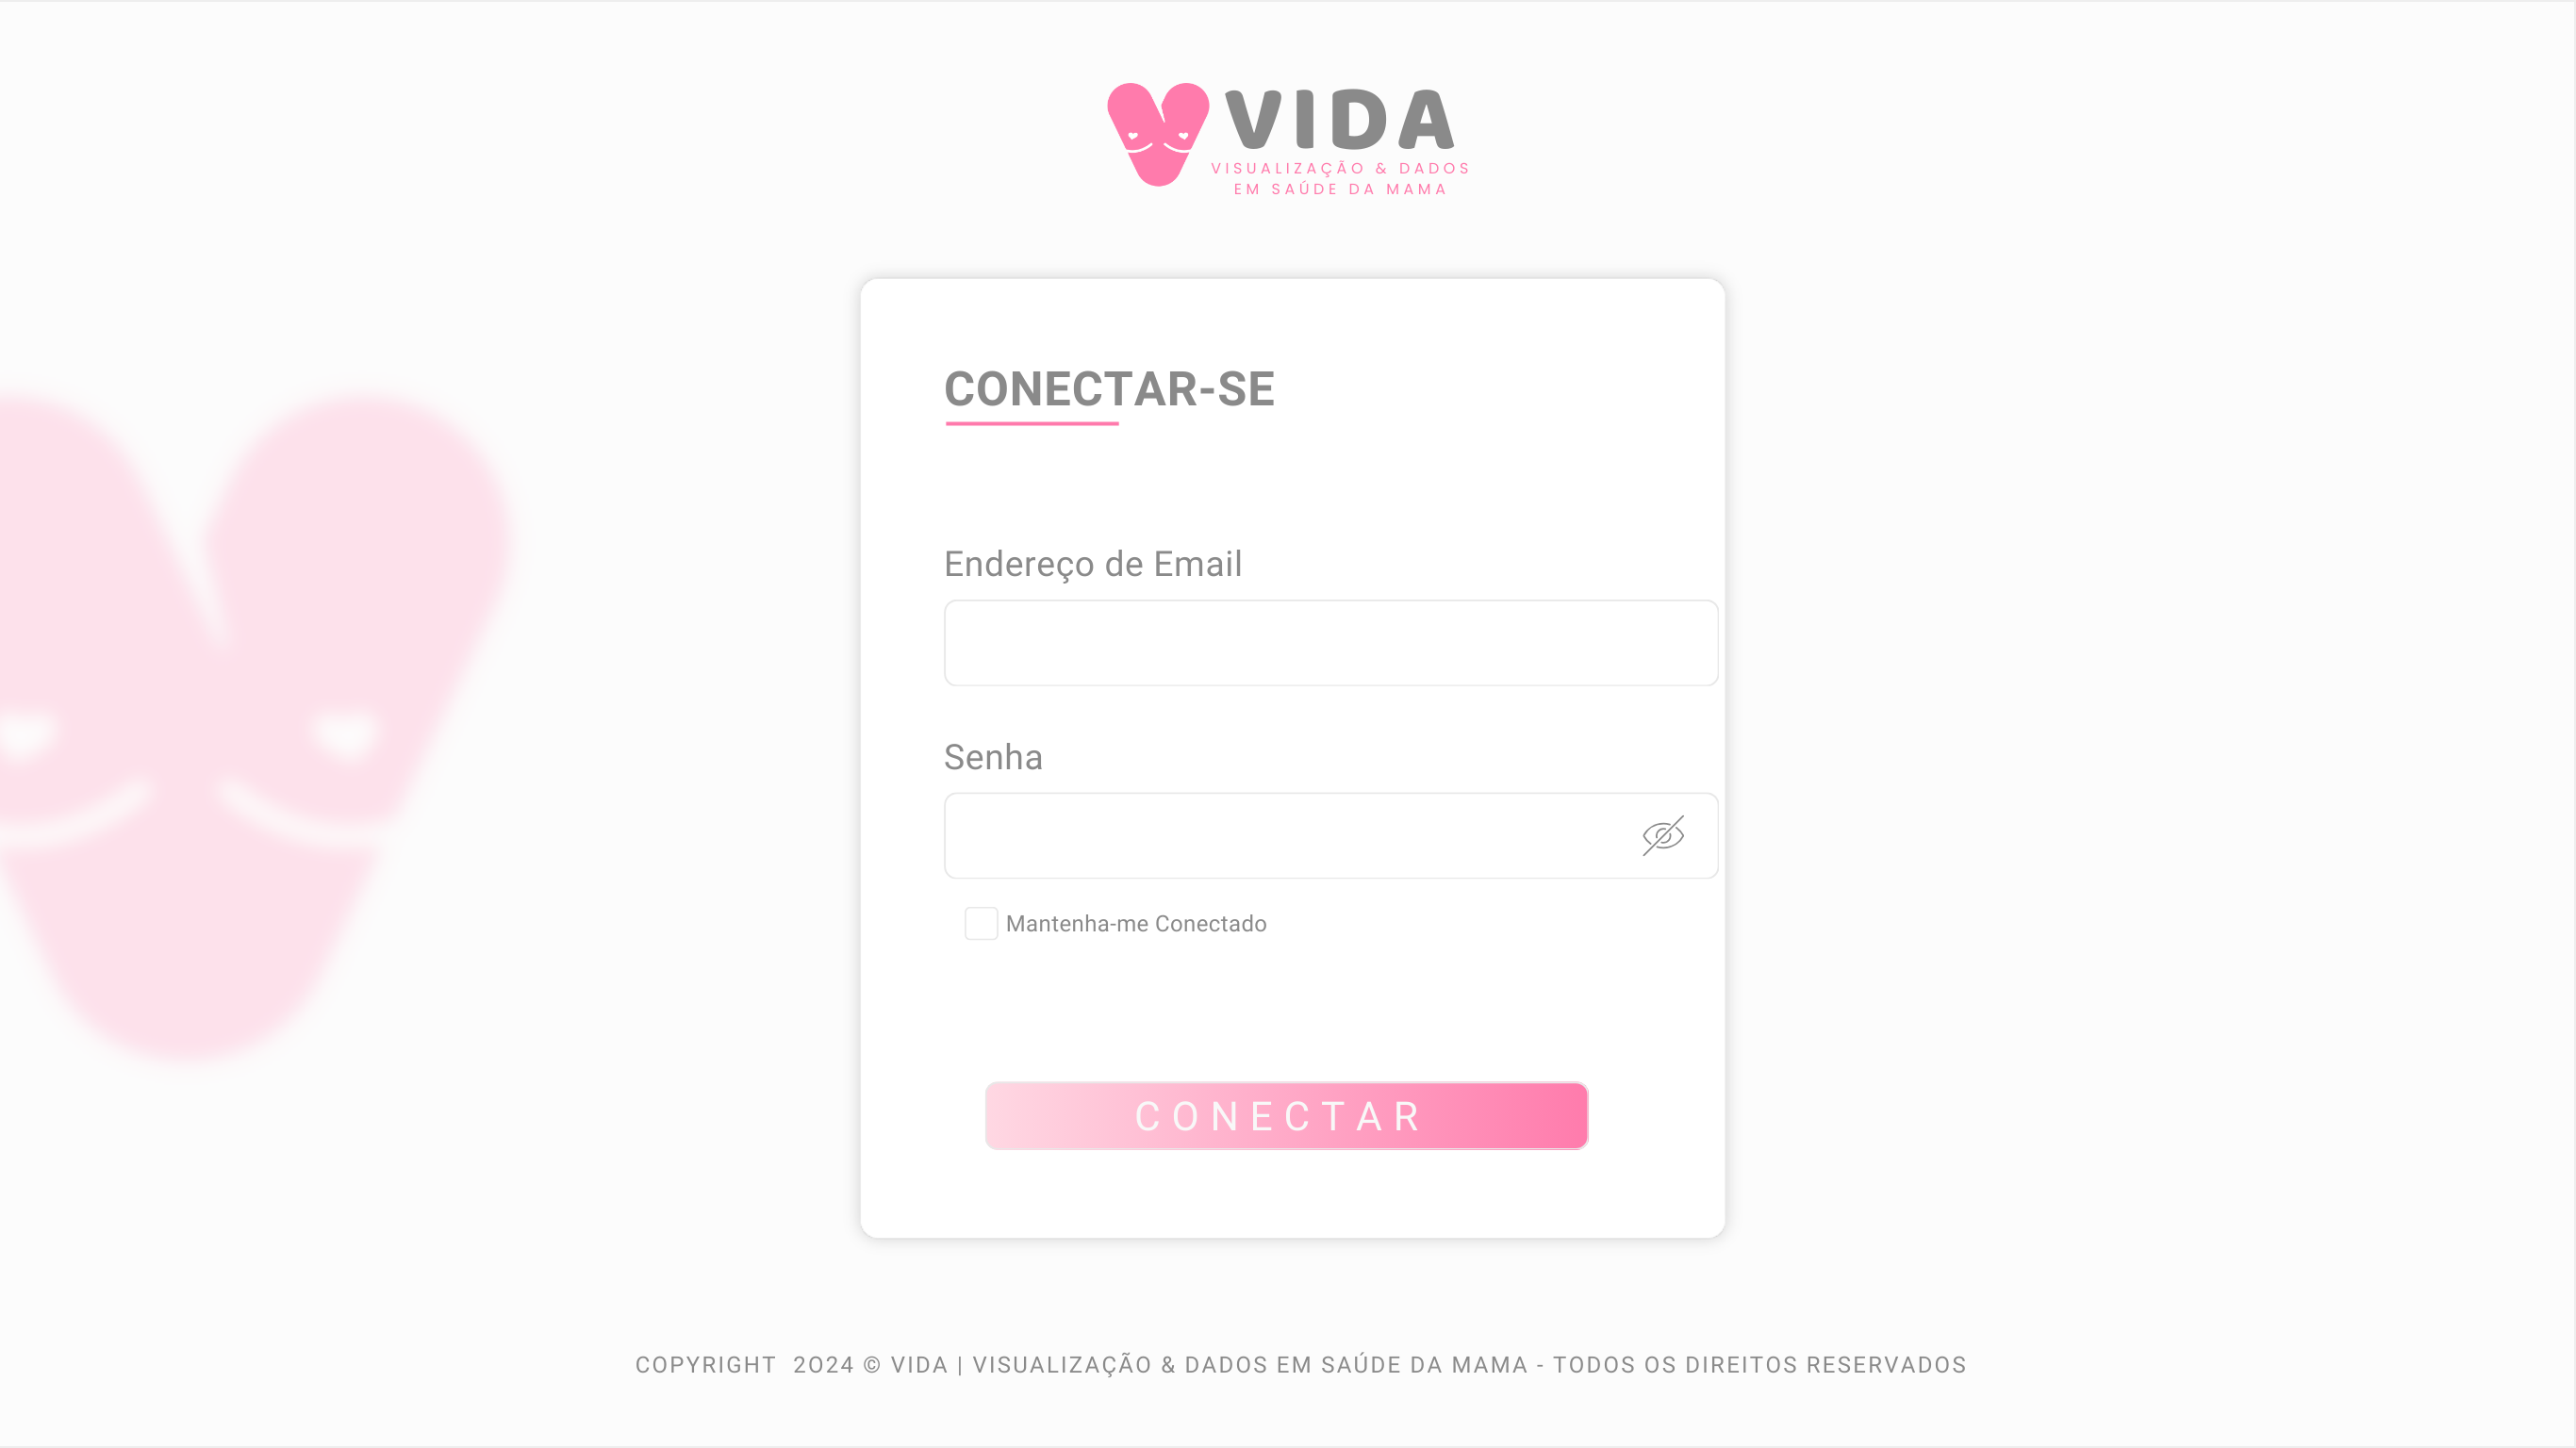 VIDA
VISUALIZAÇÃO & DADOS
EM SAÚDE DA MAMA
CONECTAR-SE
Endereço de Email
Senha
Mantenha-me Conectado
CONECTAR
COPYRIGHT 2024 © VIDA | VISUALIZAÇÃO & DADOS EM SAÚDE DA MAMA - TODOS OS DIREITOS RESERVADOS